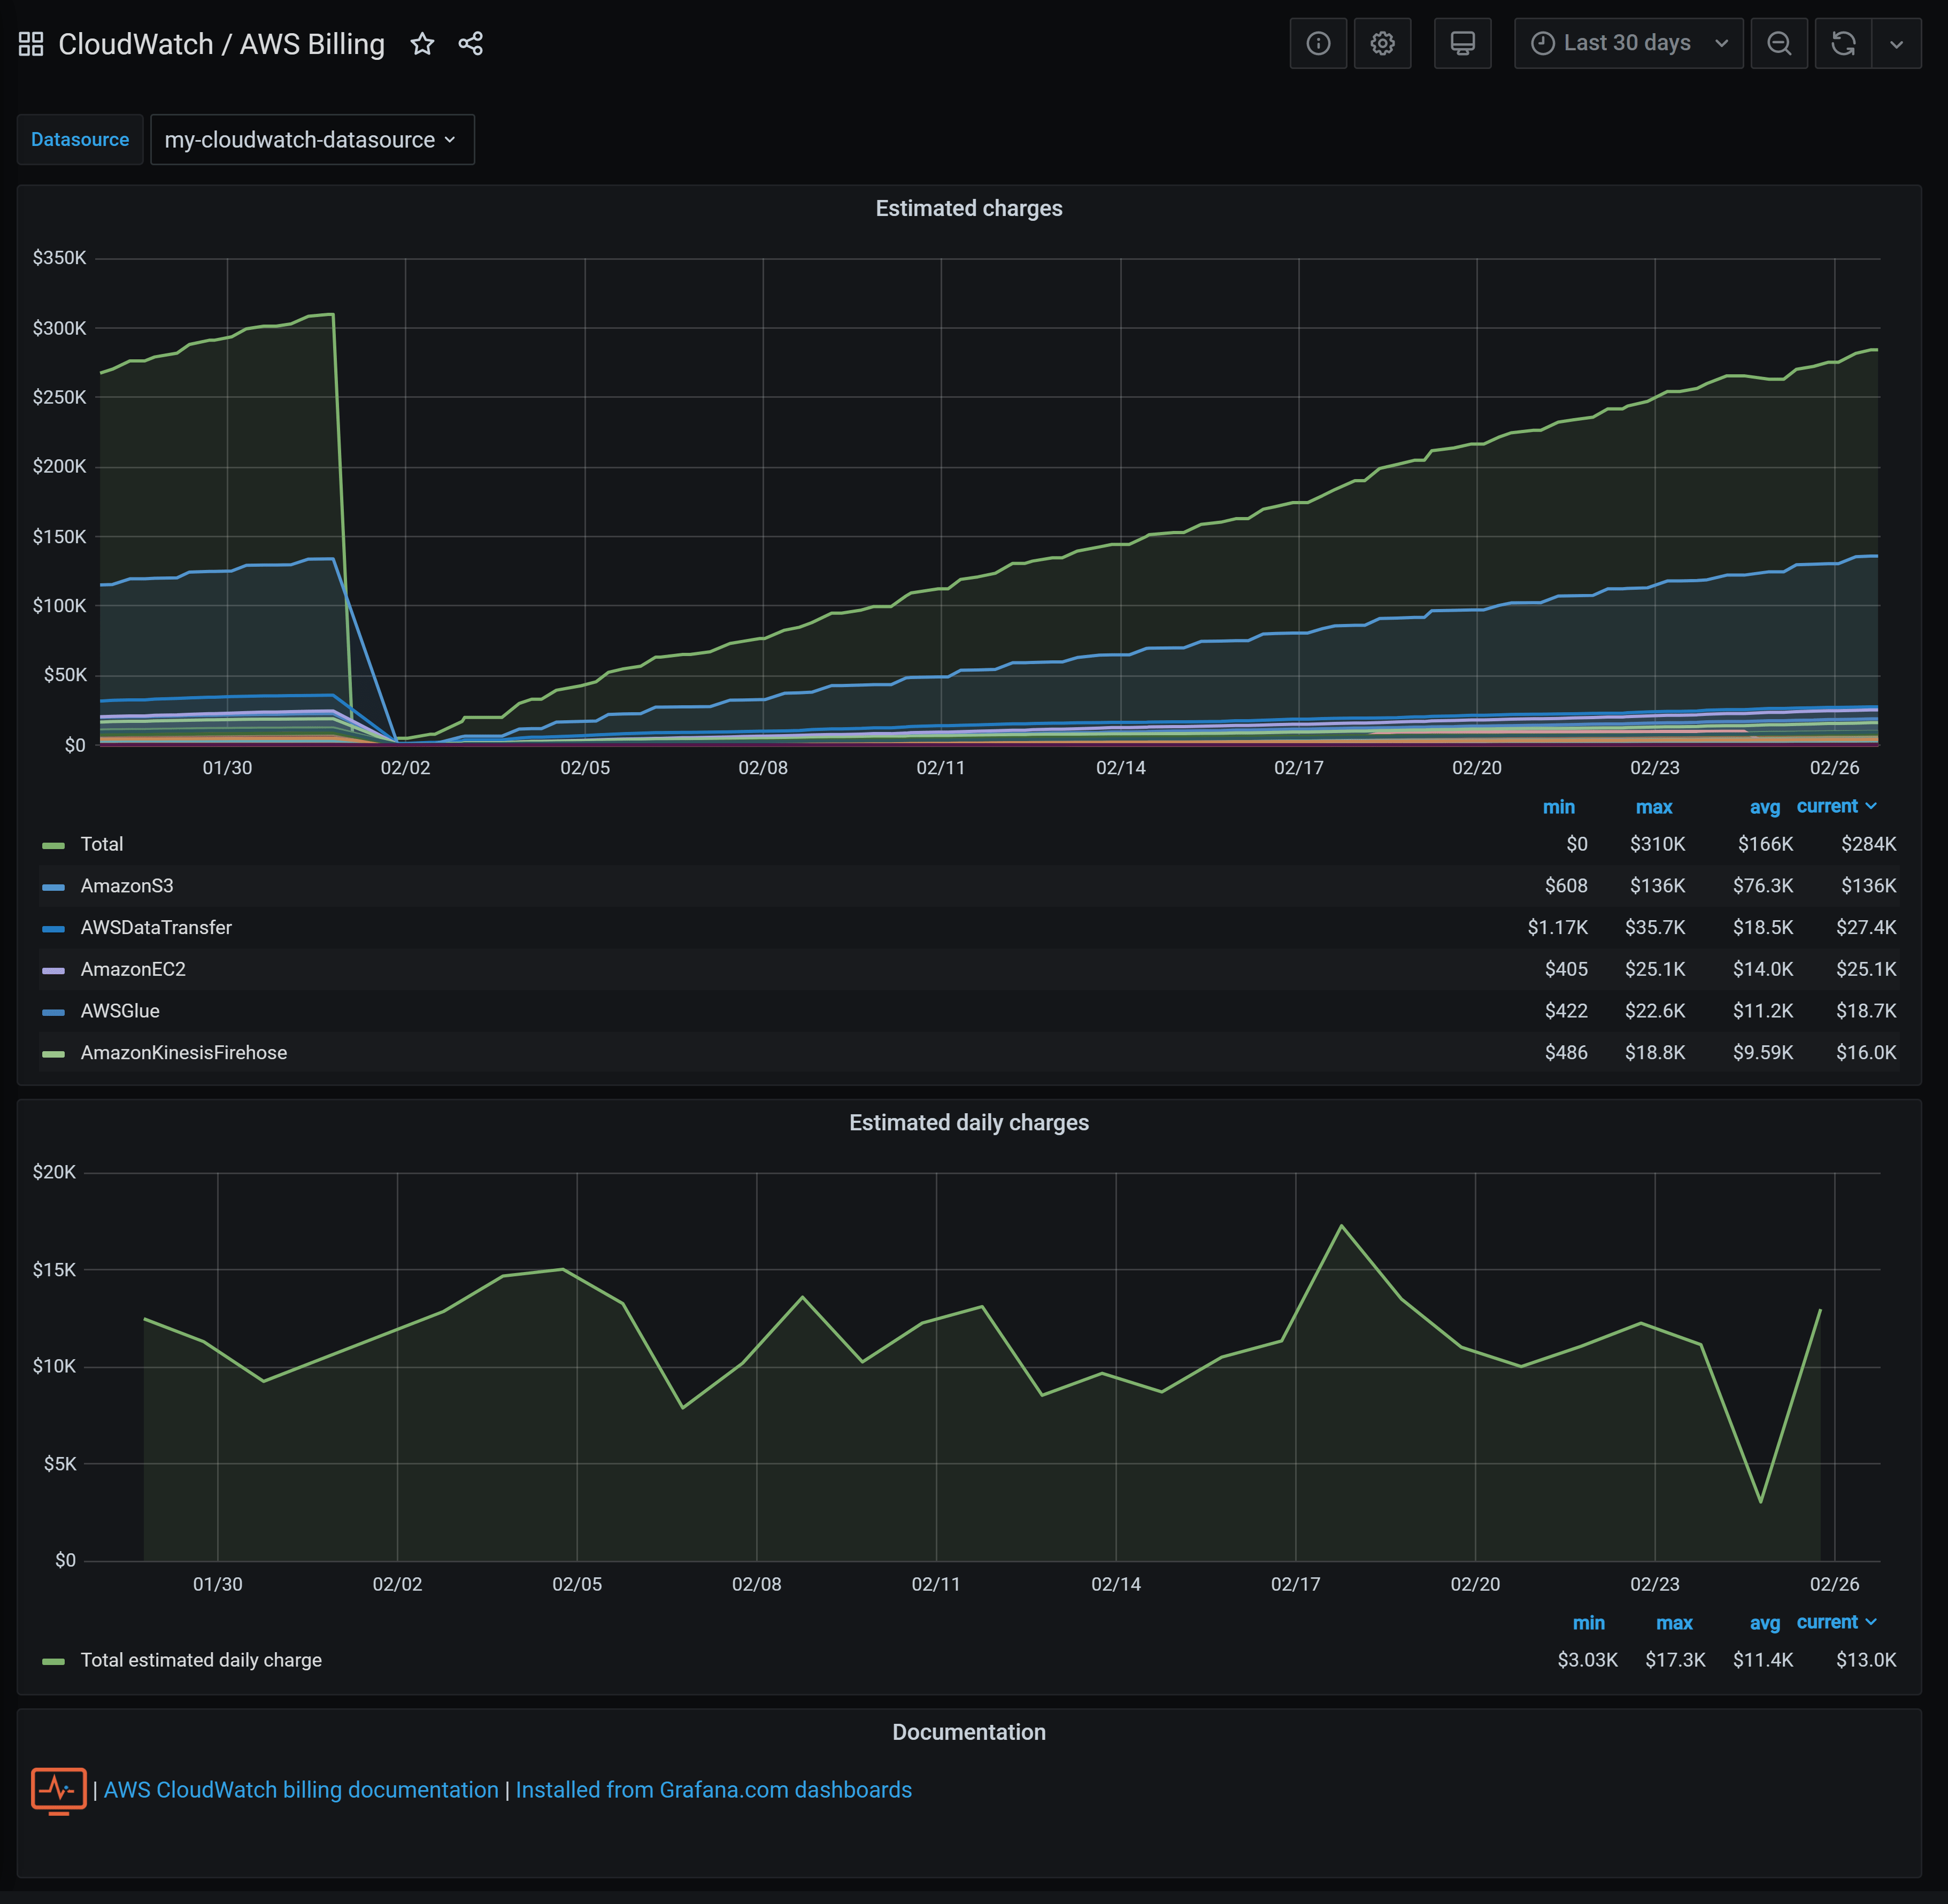 CloudWatch / AWS Billing
Last 30 days
Datasource
my-cloudwatch-datasource
Estimated charges
$350K
$300K
$250K
$200K
$150K
$100K
$50K
$0
01/30 02/02 02/05 02/08 02/11 02/14 02/17 02/20 02/23 02/26
min max avg current
Total $0 $310K $166K $284K
AmazonS3 $608 $136K $76.3K $136K
AWSDataTransfer $1.17K $35.7K $18.5K $27.4K
AmazonEC2 $405 $25.1K $14.0K $25.1K
AWSGlue $422 $22.6K $11.2K $18.7K
AmazonKinesisFirehose $486 $18.8K $9.59K $16.0K
Estimated daily charges
$20K
$15K
$10K
$5K
$0
01/30 02/02 02/05 02/08 02/11 02/14 02/17 02/20 02/23 02/26
min max avg current
Total estimated daily charge $3.03K $17.3K $11.4K $13.0K
Documentation
| AWS CloudWatch billing documentation | Installed from Grafana.com dashboards